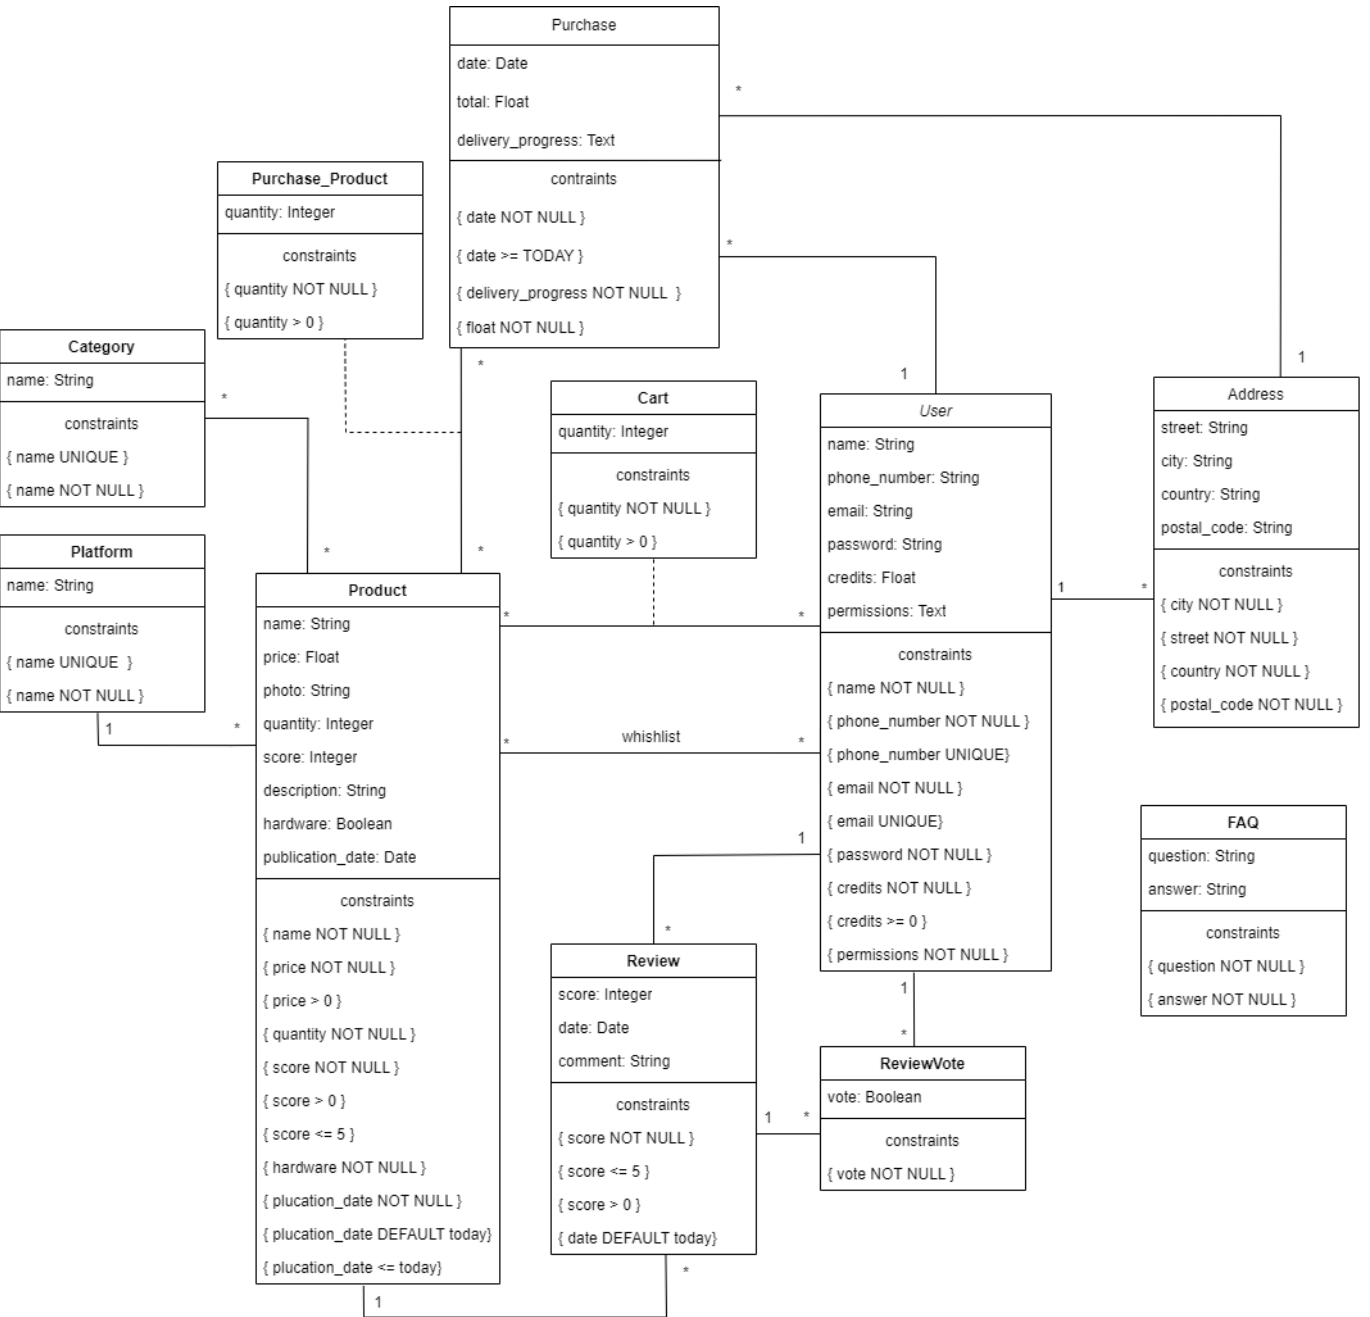 Purchase
date: Date
total: Float
delivery_progress: Text
contraints
{ date NOT NULL }
{ date >= TODAY }
{ delivery_progress NOT NULL  }
{ float NOT NULL }
*
*
*
1
1
Purchase_Product
quantity: Integer
constraints
{ quantity NOT NULL }
{ quantity > 0 }
Category
name: String
constraints
{ name UNIQUE }
{ name NOT NULL }
*
*
*
Platform
name: String
constraints
{ name UNIQUE  }
{ name NOT NULL }
1
*
Cart
quantity: Integer
constraints
{ quantity NOT NULL }
{ quantity > 0 }
*
*
User
name: String
phone_number: String
email: String
password: String
credits: Float
permissions: Text
constraints
{ name NOT NULL }
{ phone_number NOT NULL }
{ phone_number UNIQUE}
{ email NOT NULL }
{ email UNIQUE}
{ password NOT NULL }
{ credits NOT NULL }
{ credits >= 0 }
{ permissions NOT NULL }
1
*
Address
street: String
city: String
country: String
postal_code: String
constraints
{ city NOT NULL }
{ street NOT NULL }
{ country NOT NULL }
{ postal_code NOT NULL }
Product
name: String
price: Float
photo: String
quantity: Integer
score: Integer
description: String
hardware: Boolean
publication_date: Date
constraints
{ name NOT NULL }
{ price NOT NULL }
{ price > 0 }
{ quantity NOT NULL }
{ score NOT NULL }
{ score > 0 }
{ score <= 5 }
{ hardware NOT NULL }
{ plucation_date NOT NULL }
{ plucation_date DEFAULT today}
{ plucation_date <= today}
*
whishlist
*
1
*
Review
score: Integer
date: Date
comment: String
constraints
{ score NOT NULL }
{ score <= 5 }
{ score > 0 }
{ date DEFAULT today}
*
1
1
*
1
*
ReviewVote
vote: Boolean
constraints
{ vote NOT NULL }
FAQ
question: String
answer: String
constraints
{ question NOT NULL }
{ answer NOT NULL }